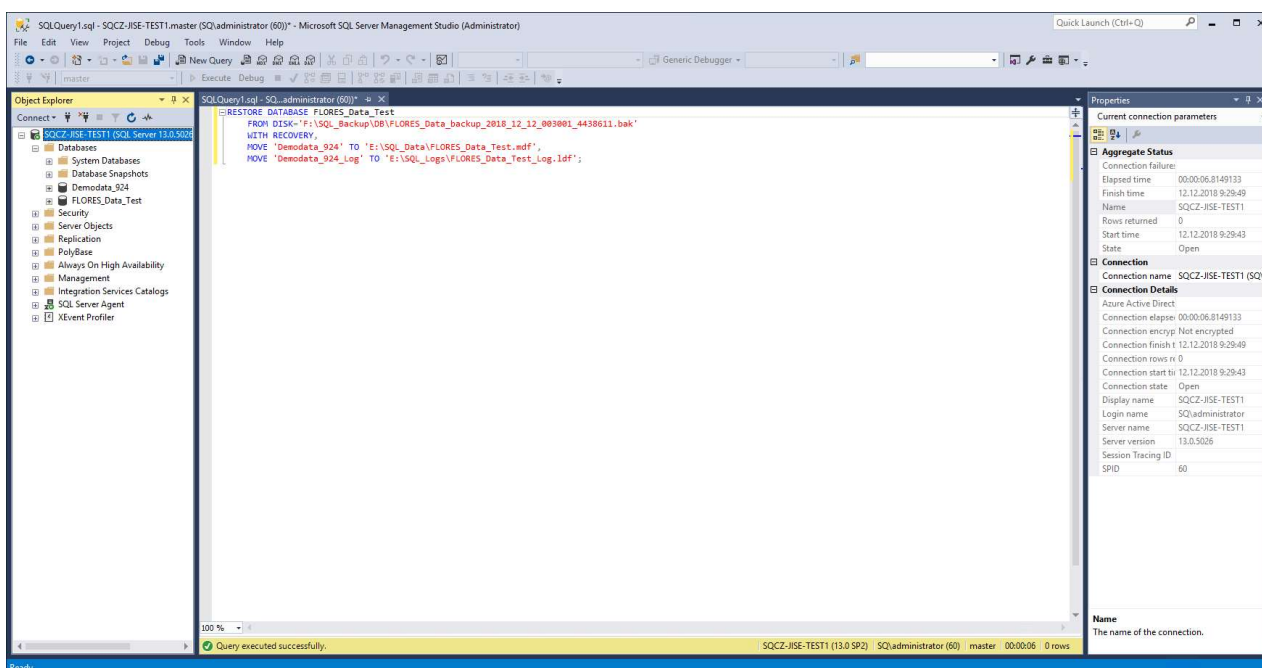 SQLQuery1.sql - SQCZ-JISE-TEST1.master (SQ\administrator (60))* - Microsoft SQL Server Management Studio (Administrator)
Quick Launch (Ctrl+Q)
File Edit View Project Debug Tools Window Help
New Query
Generic Debugger
master
Execute Debug
Object Explorer
Connect
SQCZ-JISE-TEST1 (SQL Server 13.0.5026
Databases
System Databases
Database Snapshots
Demodata_924
FLORES_Data_Test
Security
Server Objects
Replication
PolyBase
Always On High Availability
Management
Integration Services Catalogs
SQL Server Agent
XEvent Profiler
SQLQuery1.sql - SQ...administrator (60))*
RESTORE DATABASE FLORES_Data_Test
FROM DISK='F:\SQL_Backup\DB\FLORES_Data_backup_2018_12_12_003001_4438611.bak'
WITH RECOVERY,
MOVE 'Demodata_924' TO 'E:\SQL_Data\FLORES_Data_Test.mdf',
MOVE 'Demodata_924_Log' TO 'E:\SQL_Logs\FLORES_Data_Test_Log.ldf';
100 %
Query executed successfully.
SQCZ-JISE-TEST1 (13.0 SP2) SQ\administrator (60) master 00:00:06 0 rows
Properties
Current connection parameters
Aggregate Status
Connection failure
Elapsed time 00:00:06.8149133
Finish time 12.12.2018 9:29:49
Name SQCZ-JISE-TEST1
Rows returned 0
Start time 12.12.2018 9:29:43
State Open
Connection
Connection name SQCZ-JISE-TEST1 (SQ\
Connection Details
Azure Active Direct
Connection elapse 00:00:06.8149133
Connection encryp Not encrypted
Connection finish t 12.12.2018 9:29:49
Connection rows re 0
Connection start ti 12.12.2018 9:29:43
Connection state Open
Display name SQCZ-JISE-TEST1
Login name SQ\administrator
Server name SQCZ-JISE-TEST1
Server version 13.0.5026
Session Tracing ID
SPID 60
Name
The name of the connection.
Ready